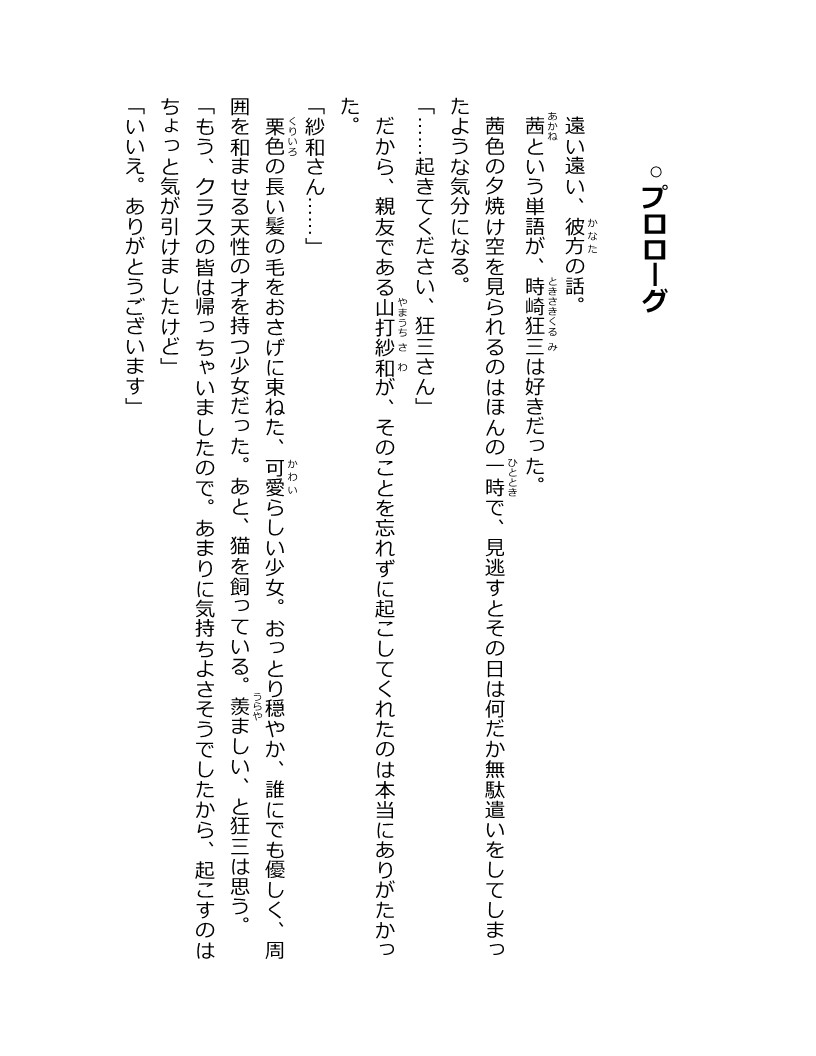 ○プロローグ
遠い遠い、彼方の話。
茜という単語が、時崎狂三は好きだった。
茜色の夕焼け空を見られるのはほんの一時で、見逃すとその日は何だか無駄遣いをしてしまっ
たような気分になる。
「……起きてください、狂三さん」
だから、親友である山打紗和が、そのことを忘れずに起こしてくれたのは本当にありがたかっ
た。
「紗和さん……」
栗色の長い髪の毛をおさげに束ねた、可愛らしい少女。おっとり穏やか、誰にでも優しく、周
囲を和ませる天性の才を持つ少女だった。あと、猫を飼っている。羨ましい、と狂三は思う。
「もう、クラスの皆は帰っちゃいましたので。あまりに気持ちよさそうでしたから、起こすのは
ちょっと気が引けましたけど」
「いいえ。ありがとうございます」